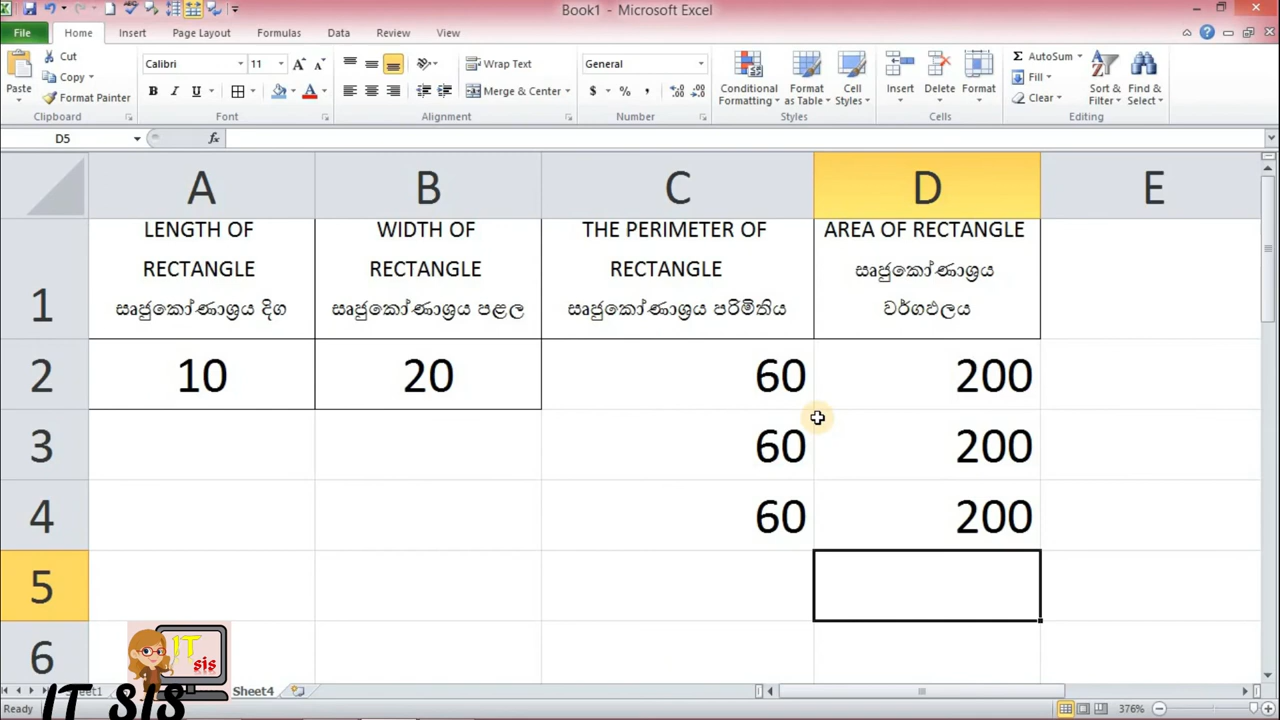 Book1 - Microsoft Excel
File Home Insert Page Layout Formulas Data Review View
Cut
Copy
Format Painter
Paste
Clipboard
Calibri 11
Font
Wrap Text
Merge & Center
Alignment
General
Number
Conditional Formatting
Format as Table
Cell Styles
Styles
Insert Delete Format
Cells
AutoSum
Fill
Clear
Sort & Filter
Find & Select
Editing
D5
fx
A B C D E
1
LENGTH OF
RECTANGLE
සෘජුකෝණාශ්‍රය දිග
WIDTH OF
RECTANGLE
සෘජුකෝණාශ්‍රය පළල
THE PERIMETER OF
RECTANGLE
සෘජුකෝණාශ්‍රය පරිමිතිය
AREA OF RECTANGLE
සෘජුකෝණාශ්‍රය
වර්ගඵලය
2 10 20 60 200
3 60 200
4 60 200
5
6
IT
sis
IT SIS
Sheet4
Ready
376%